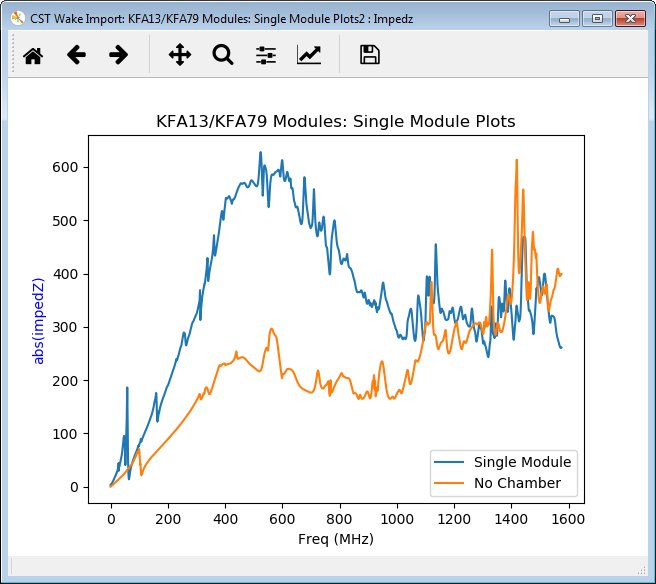 CST Wake Import: KFA13/KFA79 Modules: Single Module Plots2 : Impedz
KFA13/KFA79 Modules: Single Module Plots
abs(impedZ)
600
500
400
300
200
100
0
Single Module
No Chamber
0 200 400 600 800 1000 1200 1400 1600
Freq (MHz)